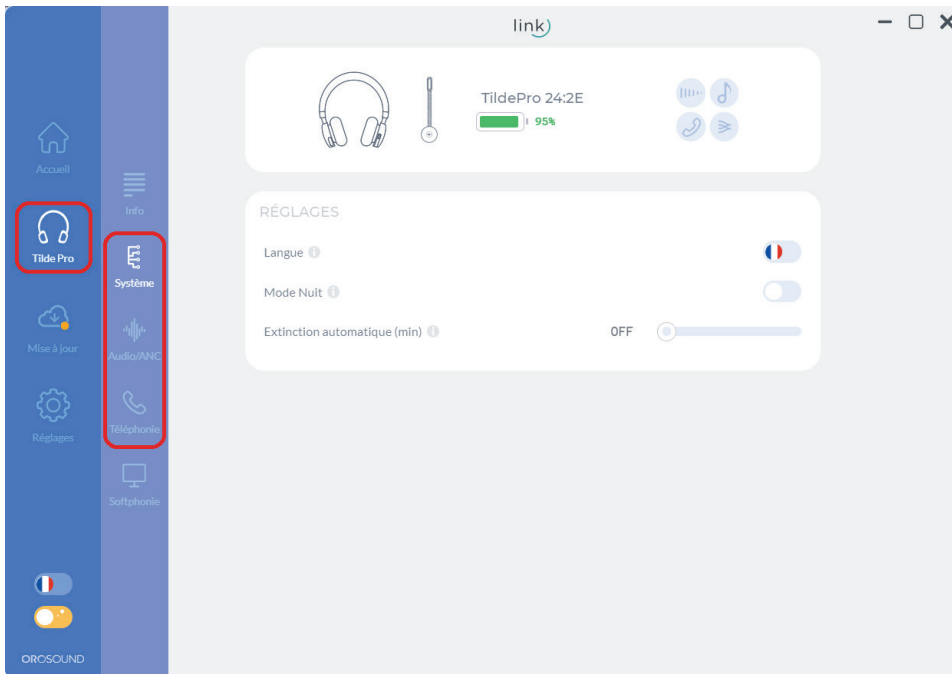 link
Accueil
Tilde Pro
Mise à jour
Réglages
OROSOUND
Info
Système
Audio/ANC
Téléphonie
Softphonie
TildePro 24:2E
95%
RÉGLAGES
Langue
Mode Nuit
Extinction automatique (min) OFF